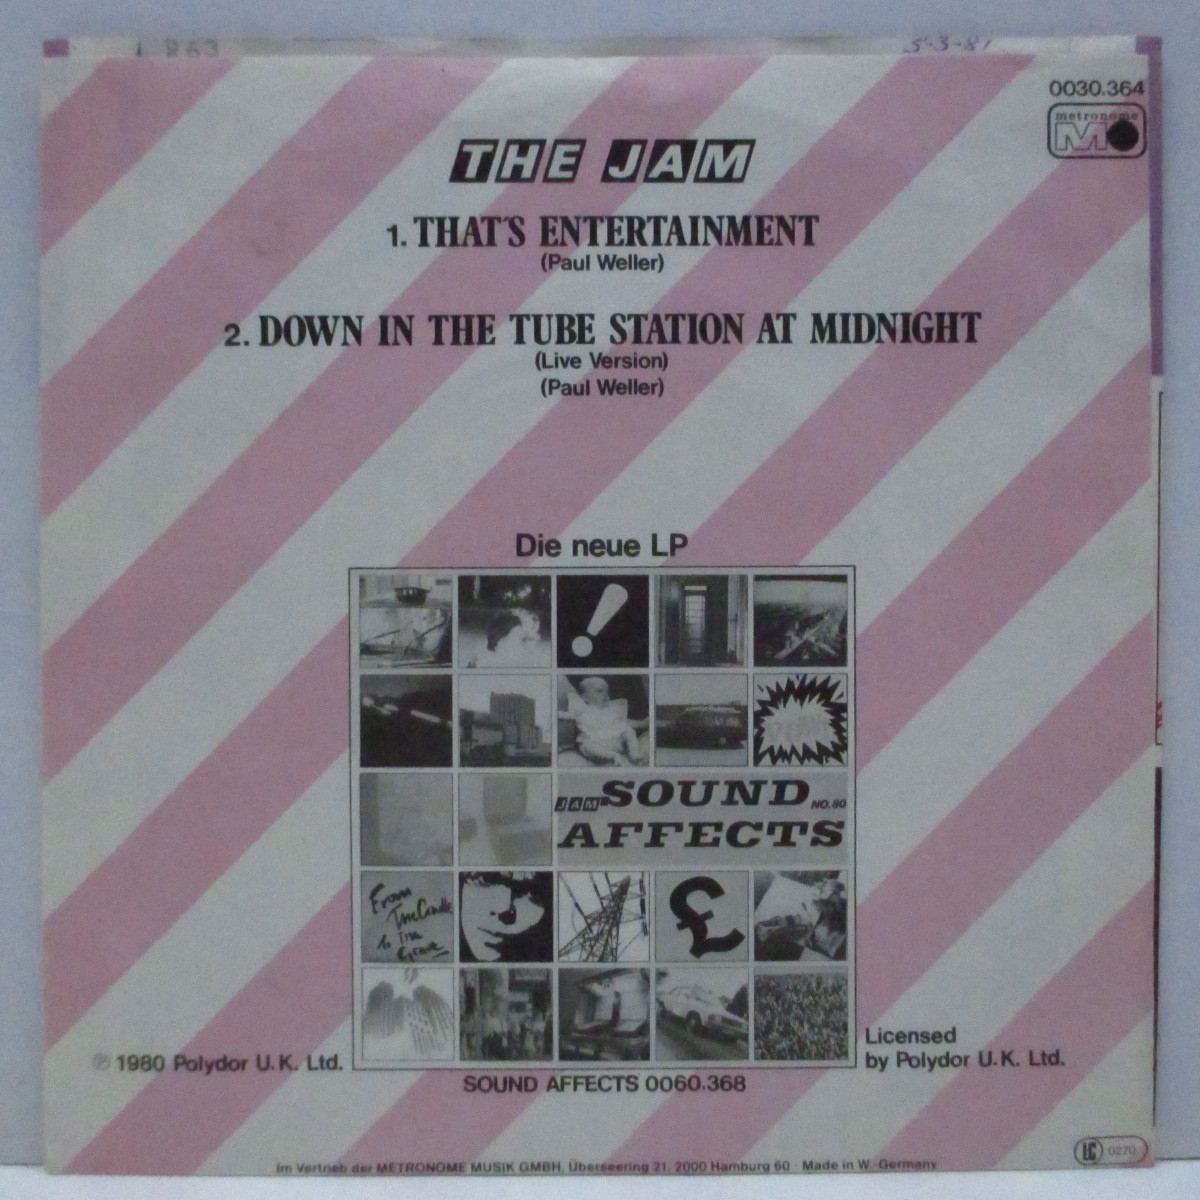 1 863
5-3-81
0030.364
metronome
THE JAM
1. THAT'S ENTERTAINMENT
(Paul Weller)
2. DOWN IN THE TUBE STATION AT MIDNIGHT
(Live Version)
(Paul Weller)
Die neue LP
!
JAM SOUND NO. 80
AFFECTS
From
The Cradle
to The
Grave
£
℗ 1980 Polydor U.K. Ltd.
Licensed
by Polydor U.K. Ltd.
SOUND AFFECTS 0060.368
LC 0270
Im Vertrieb der METRONOME MUSIK GMBH, Überseering 21, 2000 Hamburg 60 · Made in W.-Germany